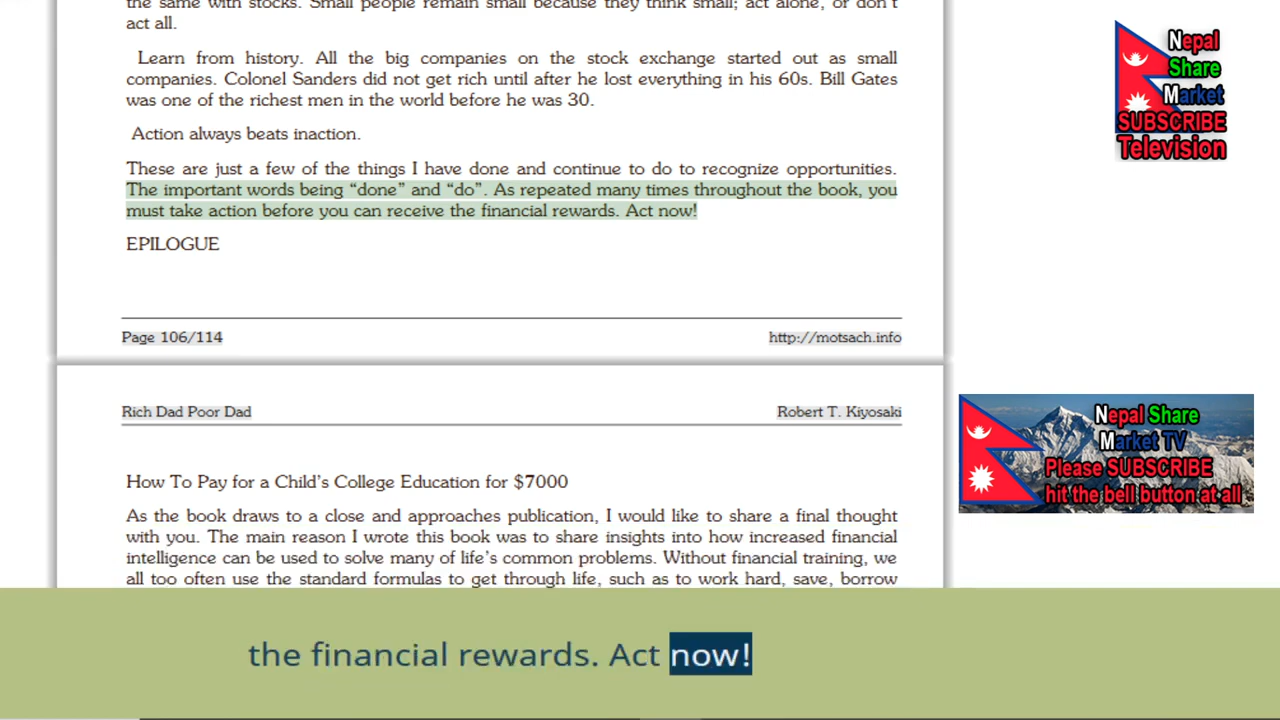 the same with stocks. Small people remain small because they think small; act alone, or don't
act all.
Learn from history. All the big companies on the stock exchange started out as small
companies. Colonel Sanders did not get rich until after he lost everything in his 60s. Bill Gates
was one of the richest men in the world before he was 30.
Action always beats inaction.
These are just a few of the things I have done and continue to do to recognize opportunities.
The important words being “done” and “do”. As repeated many times throughout the book, you
must take action before you can receive the financial rewards. Act now!
EPILOGUE
Page 106/114 http://motsach.info
Rich Dad Poor Dad Robert T. Kiyosaki
How To Pay for a Child's College Education for $7000
As the book draws to a close and approaches publication, I would like to share a final thought
with you. The main reason I wrote this book was to share insights into how increased financial
intelligence can be used to solve many of life's common problems. Without financial training, we
all too often use the standard formulas to get through life, such as to work hard, save, borrow
Nepal
Share
Market
SUBSCRIBE
Television
Nepal Share
Market TV
Please SUBSCRIBE
hit the bell button at all
the financial rewards. Act now!